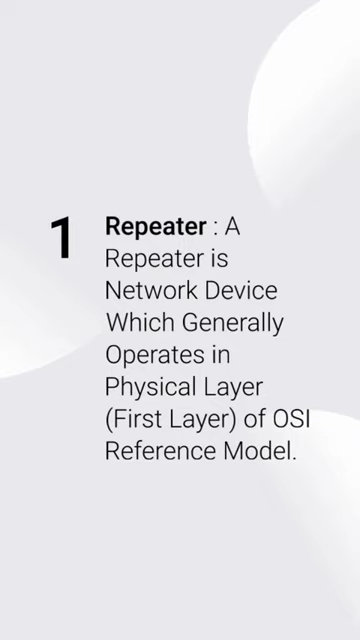 1
Repeater : A
Repeater is
Network Device
Which Generally
Operates in
Physical Layer
(First Layer) of OSI
Reference Model.